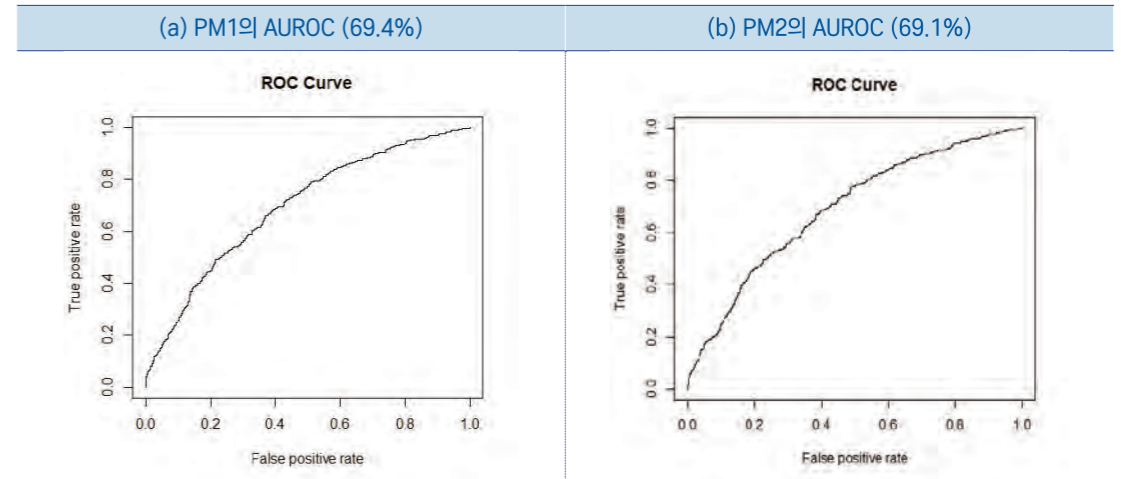 (a) PM1의 AUROC (69.4%)
(b) PM2의 AUROC (69.1%)
ROC Curve
True positive rate
1.0
0.8
0.6
0.4
0.2
0.0
0.0 0.2 0.4 0.6 0.8 1.0
False positive rate
ROC Curve
True positive rate
1.0
0.8
0.6
0.4
0.2
0.0
0.0 0.2 0.4 0.6 0.8 1.0
False positive rate